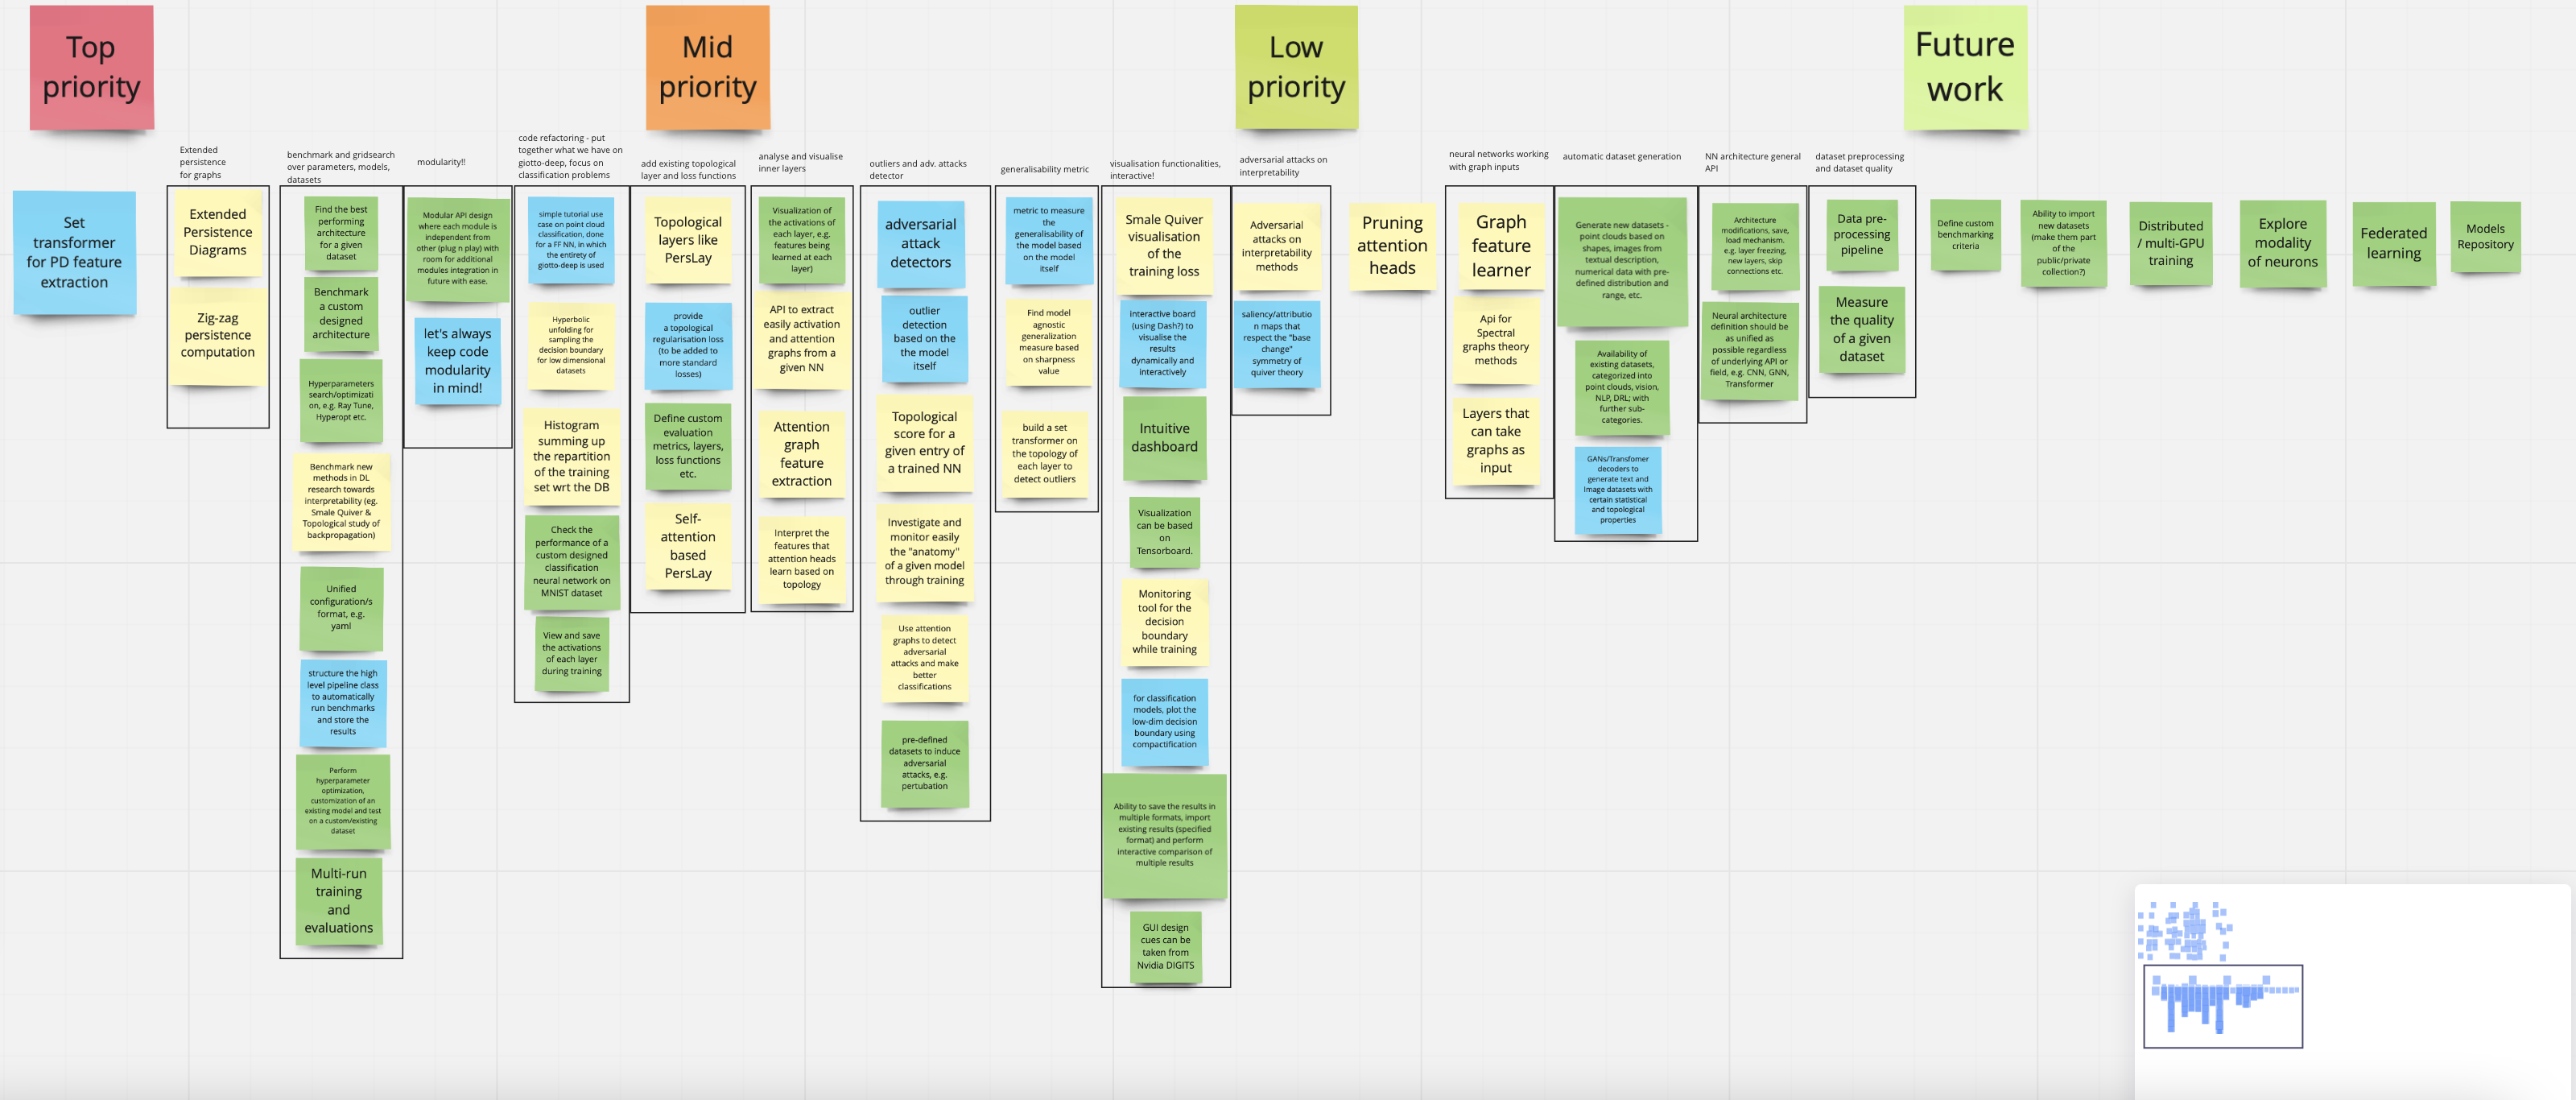 Top
priority
Mid
priority
Low
priority
Future
work
Set
transformer
for PD feature
extraction
Extended
persistence
for graphs
Extended
Persistence
Diagrams
Zig-zag
persistence
computation
benchmark and gridsearch
over parameters, models,
datasets
Find the best
performing
architecture
for a given
dataset
Benchmark
a custom
designed
architecture
Hyperparameters
search/optimizati
on, e.g. Ray Tune,
Hyperopt etc.
Benchmark new
methods in DL
research towards
interpretability (eg.
Smale Quiver &
Topological study of
backpropagation)
Unified
configuration/s
format, e.g.
yaml
structure the high
level pipeline class
to automatically
run benchmarks
and store the
results
Perform
hyperparameter
optimization,
customization of an
existing model and test
on a custom/existing
dataset
Multi-run
training
and
evaluations
modularity!!
Modular API design
where each module is
independent from
other (plug n play) with
room for additional
modules integration in
future with ease.
let's always
keep code
modularity
in mind!
code refactoring - put
together what we have on
giotto-deep, focus on
classification problems
simple tutorial use
case on point cloud
classification, done
for a FF NN, in which
the entirety of
giotto-deep is used
Hyperbolic
unfolding for
sampling the
decision boundary
for low dimensional
datasets
Histogram
summing up
the repartition
of the training
set wrt the DB
Check the
performance of a
custom designed
classification
neural network on
MNIST dataset
View and save
the activations
of each layer
during training
add existing topological
layer and loss functions
Topological
layers like
PersLay
provide
a topological
regularisation loss
(to be added to
more standard
losses)
Define custom
evaluation
metrics, layers,
loss functions
etc.
Self-
attention
based
PersLay
analyse and visualise
inner layers
Visualization of
the activations of
each layer, e.g.
features being
learned at each
layer)
API to extract
easily activation
and attention
graphs from a
given NN
Attention
graph
feature
extraction
Interpret the
features that
attention heads
learn based on
topology
outliers and adv. attacks
detector
adversarial
attack
detectors
outlier
detection
based on the
the model
itself
Topological
score for a
given entry of
a trained NN
Investigate and
monitor easily
the "anatomy"
of a given model
through training
Use attention
graphs to detect
adversarial
attacks and make
better
classifications
pre-defined
datasets to induce
adversarial
attacks, e.g.
pertubation
generalisability metric
metric to measure
the
generalisability of
the model based
on the model
itself
Find model
agnostic
generalization
measure based
on sharpness
value
build a set
transformer on
the topology of
each layer to
detect outliers
visualisation functionalities,
interactive!
Smale Quiver
visualisation
of the
training loss
interactive board
(using Dash?) to
visualise the
results
dynamically and
interactively
Intuitive
dashboard
Visualization
can be based
on
Tensorboard.
Monitoring
tool for the
decision
boundary
while training
for classification
models, plot the
low-dim decision
boundary using
compactification
Ability to save the results in
multiple formats, import
existing results (specified
format) and perform
interactive comparison of
multiple results
GUI design
cues can be
taken from
Nvidia DIGITS
adversarial attacks on
interpretability
Adversarial
attacks on
interpretability
methods
saliency/attributio
n maps that
respect the "base
change"
symmetry of
quiver theory
Pruning
attention
heads
neural networks working
with graph inputs
Graph
feature
learner
Api for
Spectral
graphs theory
methods
Layers that
can take
graphs as
input
automatic dataset generation
Generate new datasets -
point clouds based on
shapes, images from
textual description,
numerical data with pre-
defined distribution and
range, etc.
Availability of
existing datasets,
categorized into
point clouds, vision,
NLP, DRL; with
further sub-
categories.
GANs/Transfomer
decoders to
generate text and
Image datasets with
certain statistical
and topological
properties
NN architecture general
API
Architecture
modifications, save,
load mechanism.
e.g. layer freezing,
new layers, skip
connections etc.
Neural architecture
definition should be
as unified as
possible regardless
of underlying API or
field, e.g. CNN, GNN,
Transformer
dataset preprocessing
and dataset quality
Data pre-
processing
pipeline
Measure
the quality
of a given
dataset
Define custom
benchmarking
criteria
Ability to import
new datasets
(make them part
of the
public/private
collection?)
Distributed
/ multi-GPU
training
Explore
modality
of neurons
Federated
learning
Models
Repository